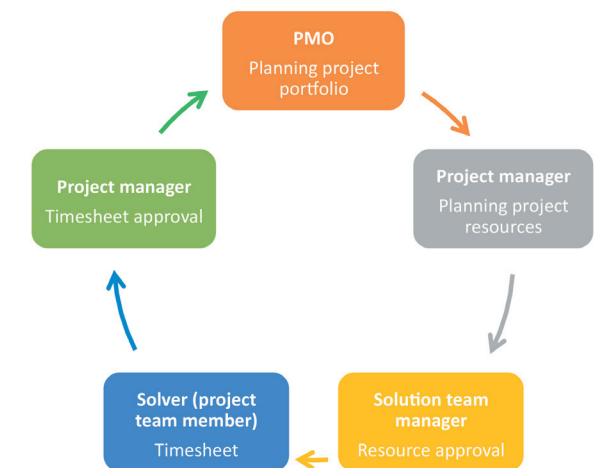 PMO
Planning project
portfolio
Project manager
Planning project
resources
Solution team
manager
Resource approval
Solver (project
team member)
Timesheet
Project manager
Timesheet approval